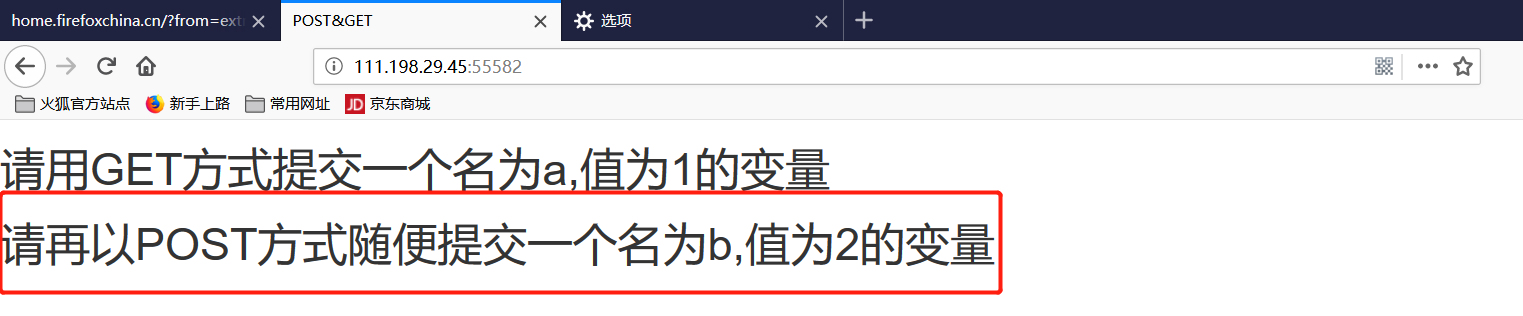 home.firefoxchina.cn/?from=ext
POST&GET
选项
111.198.29.45:55582
火狐官方站点
新手上路
常用网址
JD 京东商城
请用GET方式提交一个名为a,值为1的变量
请再以POST方式随便提交一个名为b,值为2的变量